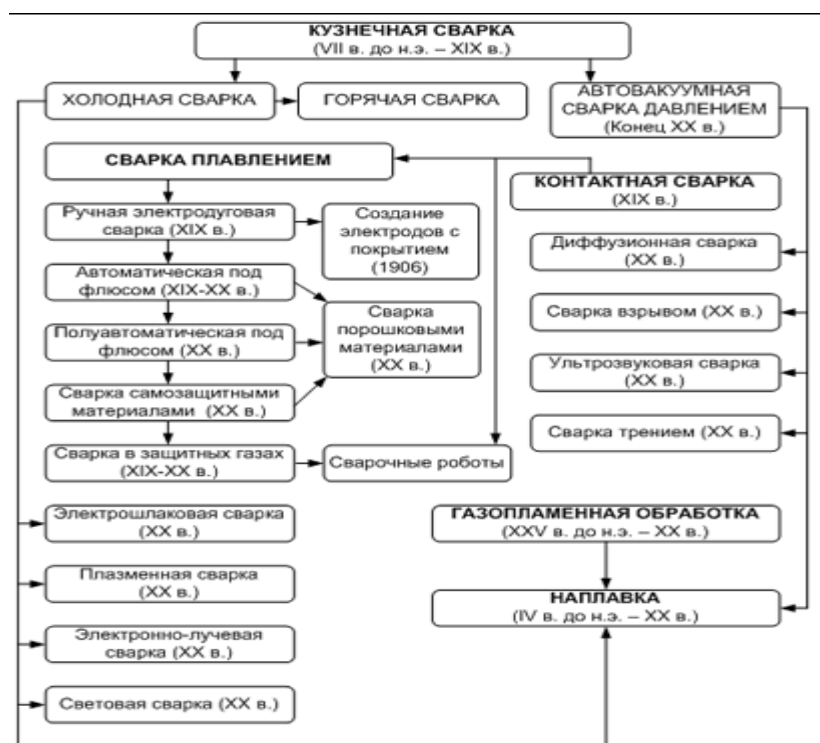 КУЗНЕЧНАЯ СВАРКА
(VII в. до н.э. – XIX в.)
ХОЛОДНАЯ СВАРКА
ГОРЯЧАЯ СВАРКА
АВТОВАКУУМНАЯ
СВАРКА ДАВЛЕНИЕМ
(Конец XX в.)
СВАРКА ПЛАВЛЕНИЕМ
КОНТАКТНАЯ СВАРКА
(XIX в.)
Ручная электродуговая
сварка (XIX в.)
Создание
электродов с
покрытием
(1906)
Автоматическая под
флюсом (XIX-XX в.)
Полуавтоматическая под
флюсом (XX в.)
Сварка
порошковыми
материалами
(XX в.)
Сварка самозащитными
материалами (XX в.)
Сварка в защитных газах
(XIX-XX в.)
Сварочные роботы
Диффузионная сварка
(XX в.)
Сварка взрывом (XX в.)
Ультрозвуковая сварка
(XX в.)
Сварка трением (XX в.)
Электрошлаковая сварка
(XX в.)
Плазменная сварка
(XX в.)
Электронно-лучевая
сварка (XX в.)
Световая сварка (XX в.)
ГАЗОПЛАМЕННАЯ ОБРАБОТКА
(XXV в. до н.э. – XX в.)
НАПЛАВКА
(IV в. до н.э. – XX в.)